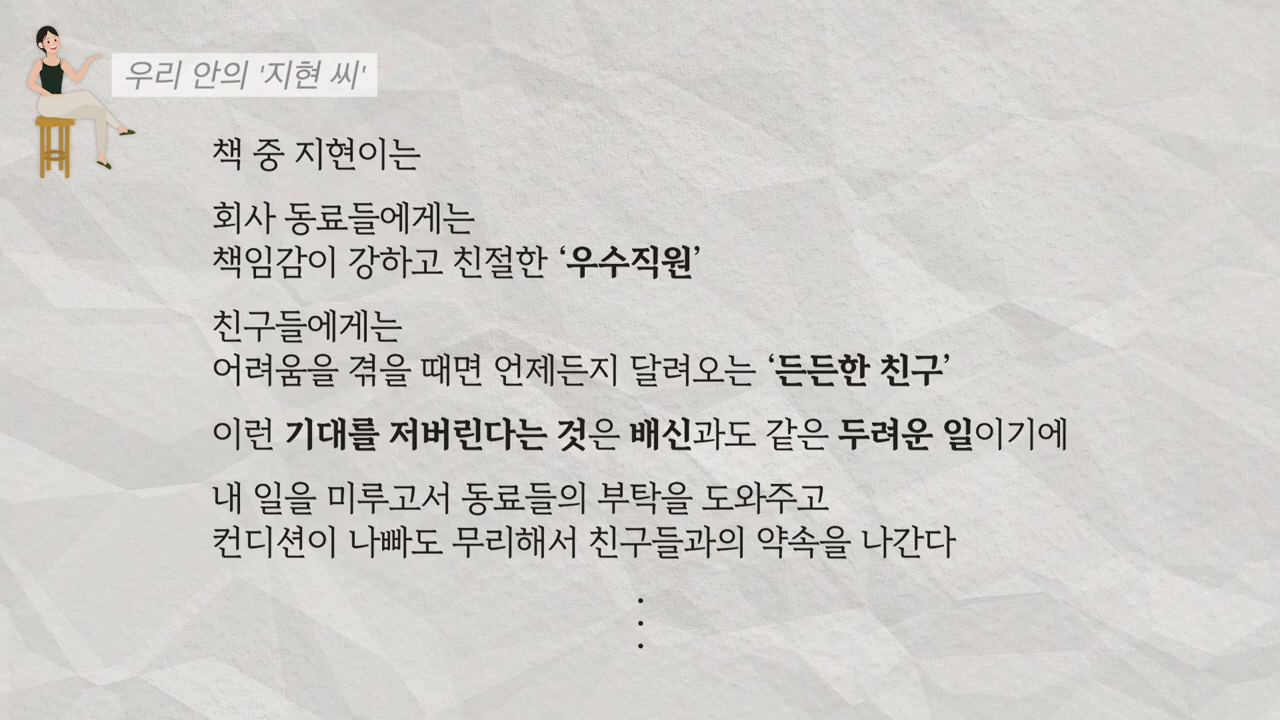 우리 안의 '지현 씨'
책 중 지현이는
회사 동료들에게는
책임감이 강하고 친절한 ‘우수직원’
친구들에게는
어려움을 겪을 때면 언제든지 달려오는 ‘든든한 친구’
이런 기대를 저버린다는 것은 배신과도 같은 두려운 일이기에
내 일을 미루고서 동료들의 부탁을 도와주고
컨디션이 나빠도 무리해서 친구들과의 약속을 나간다